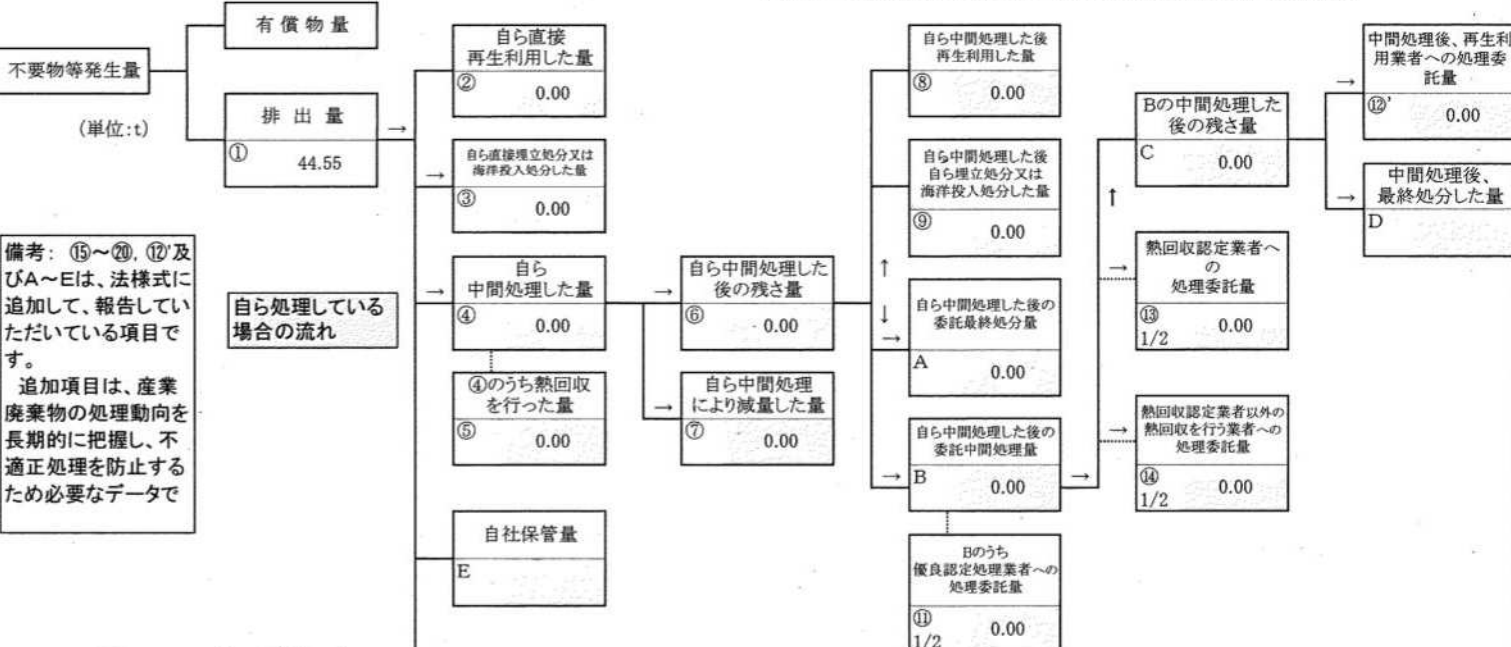 不要物等発生量
(単位:t)
有償物量
排出量
①
44.55
備考: ⑮～⑳, ⑫'及
びA～Eは、法様式に
追加して、報告してい
ただいている項目で
す。
追加項目は、産業
廃棄物の処理動向を
長期的に把握し、不
適正処理を防止する
ため必要なデータで
自ら処理している
場合の流れ
自ら直接
再生利用した量
②
0.00
自ら直接埋立処分又は
海洋投入処分した量
③
0.00
自ら
中間処理した量
④
0.00
④のうち熱回収
を行った量
⑤
0.00
自社保管量
E
自ら中間処理した
後の残さ量
⑥
0.00
自ら中間処理
により減量した量
⑦
0.00
自ら中間処理した後
再生利用した量
⑧
0.00
自ら中間処理した後
自ら埋立処分又は
海洋投入処分した量
⑨
0.00
自ら中間処理した後の
委託最終処分量
A
0.00
自ら中間処理した後の
委託中間処理量
B
0.00
Bのうち
優良認定処理業者への
処理委託量
⑪
1/2
0.00
Bの中間処理した
後の残さ量
C
0.00
熱回収認定業者へ
の
処理委託量
⑬
1/2
0.00
熱回収認定業者以外の
熱回収を行う業者への
処理委託量
⑭
1/2
0.00
中間処理後、再生利
用業者への処理委
託量
⑫'
0.00
中間処理後、
最終処分した量
D